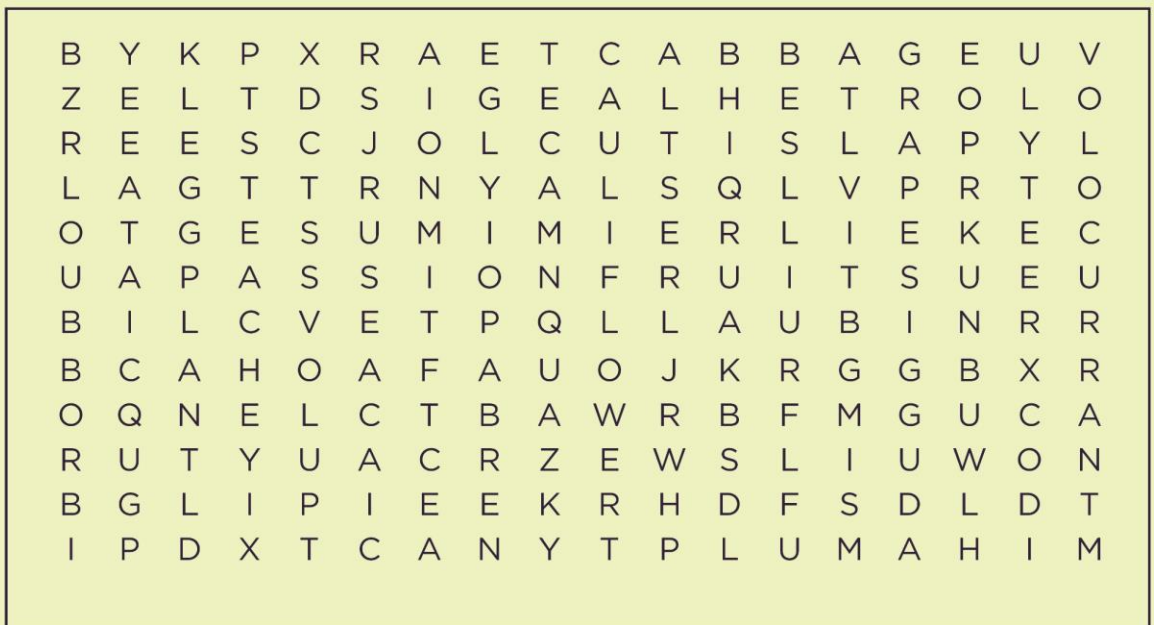 B Y K P X R A E T C A B B A G E U V
Z E L T D S I G E A L H E T R O L O
R E E S C J O L C U T I S L A P Y L
L A G T T R N Y A L S Q L V P R T O
O T G E S U M I M I E R L I E K E C
U A P A S S I O N F R U I T S U E U
B I L C V E T P Q L L A U B I N R R
B C A H O A F A U O J K R G G B X R
O Q N E L C T B A W R B F M G U C A
R U T Y U A C R Z E W S L I U W O N
B G L I P I E E K R H D F S D L D T
I P D X T C A N Y T P L U M A H I M